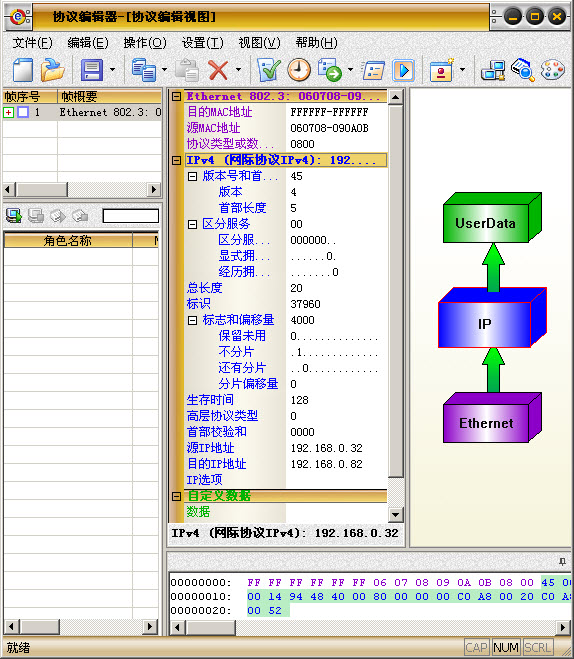 协议编辑器-[协议编辑视图]
文件(F) 编辑(E) 操作(O) 设置(T) 视图(V) 帮助(H)
帧序号 帧概要
1 Ethernet 802.3: 0
角色名称
Ethernet 802.3: 060708-09...
目的MAC地址 FFFFFF-FFFFFF
源MAC地址 060708-090A0B
协议类型或数... 0800
IPv4 (网际协议IPv4): 192....
版本号和首... 45
版本 4
首部长度 5
区分服务 00
区分服... 000000..
显式拥... ......0.
经历拥... .......0
总长度 20
标识 37960
标志和偏移量 4000
保留未用 0.............
不分片 .1............
还有分片 ..0...........
分片偏移量 0
生存时间 128
高层协议类型 0
首部校验和 0000
源IP地址 192.168.0.32
目的IP地址 192.168.0.82
IP选项
自定义数据
数据
IPv4 (网际协议IPv4): 192.168.0.32
UserData
IP
Ethernet
00000000: FF FF FF FF FF FF 06 07 08 09 0A 0B 08 00 45 00
00000010: 00 14 94 48 40 00 80 00 00 00 C0 A8 00 20 C0 A8
00000020: 00 52
就绪
CAP NUM SCRL